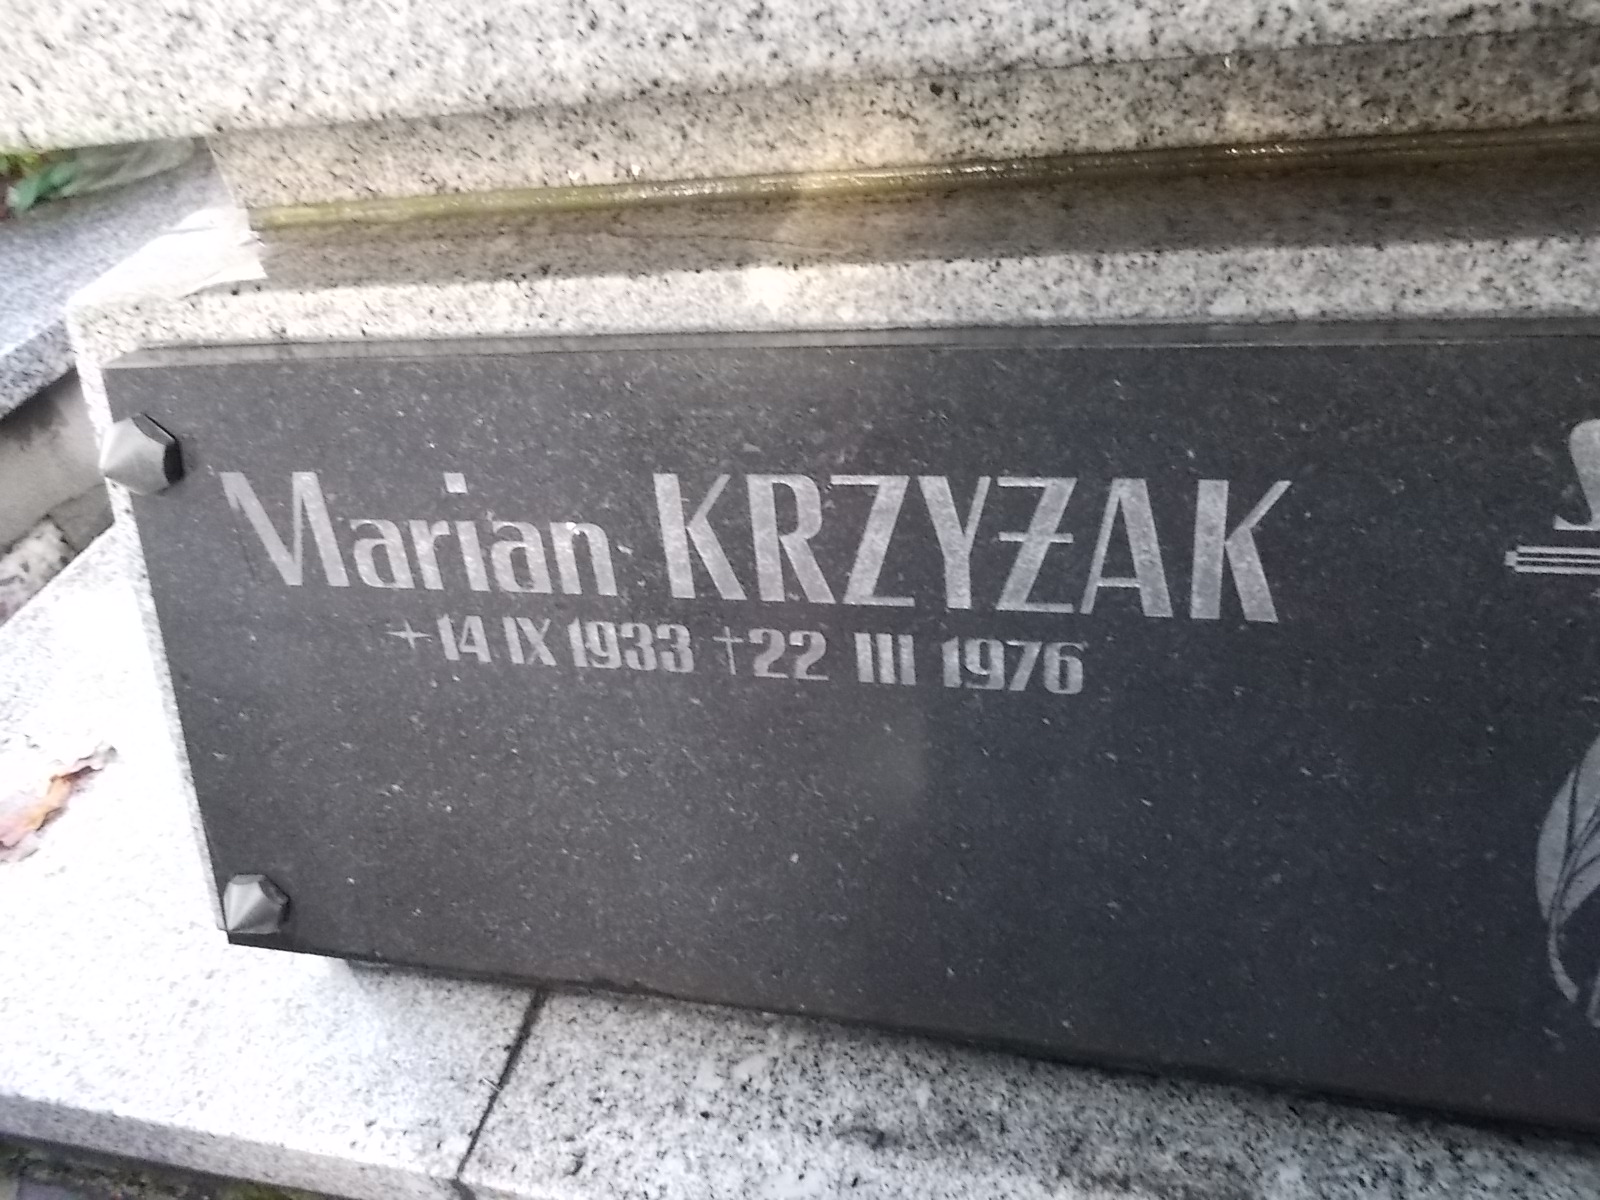 Marian KRZYŻAK
+14 IX 1933 †22 III 1976